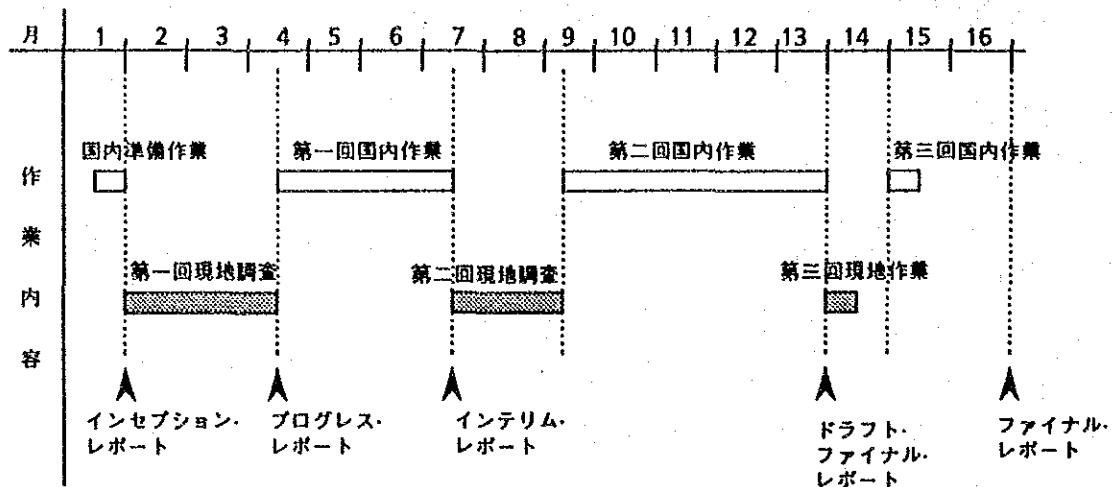 月 1 2 3 4 5 6 7 8 9 10 11 12 13 14 15 16
作業内容
国内準備作業 第一回国内作業 第二回国内作業 第三回国内作業
第一回現地調査 第二回現地調査 第三回現地作業
インセプション・
レポート
プログレス・
レポート
インテリム・
レポート
ドラフト・
ファイナル・
レポート
ファイナル・
レポート